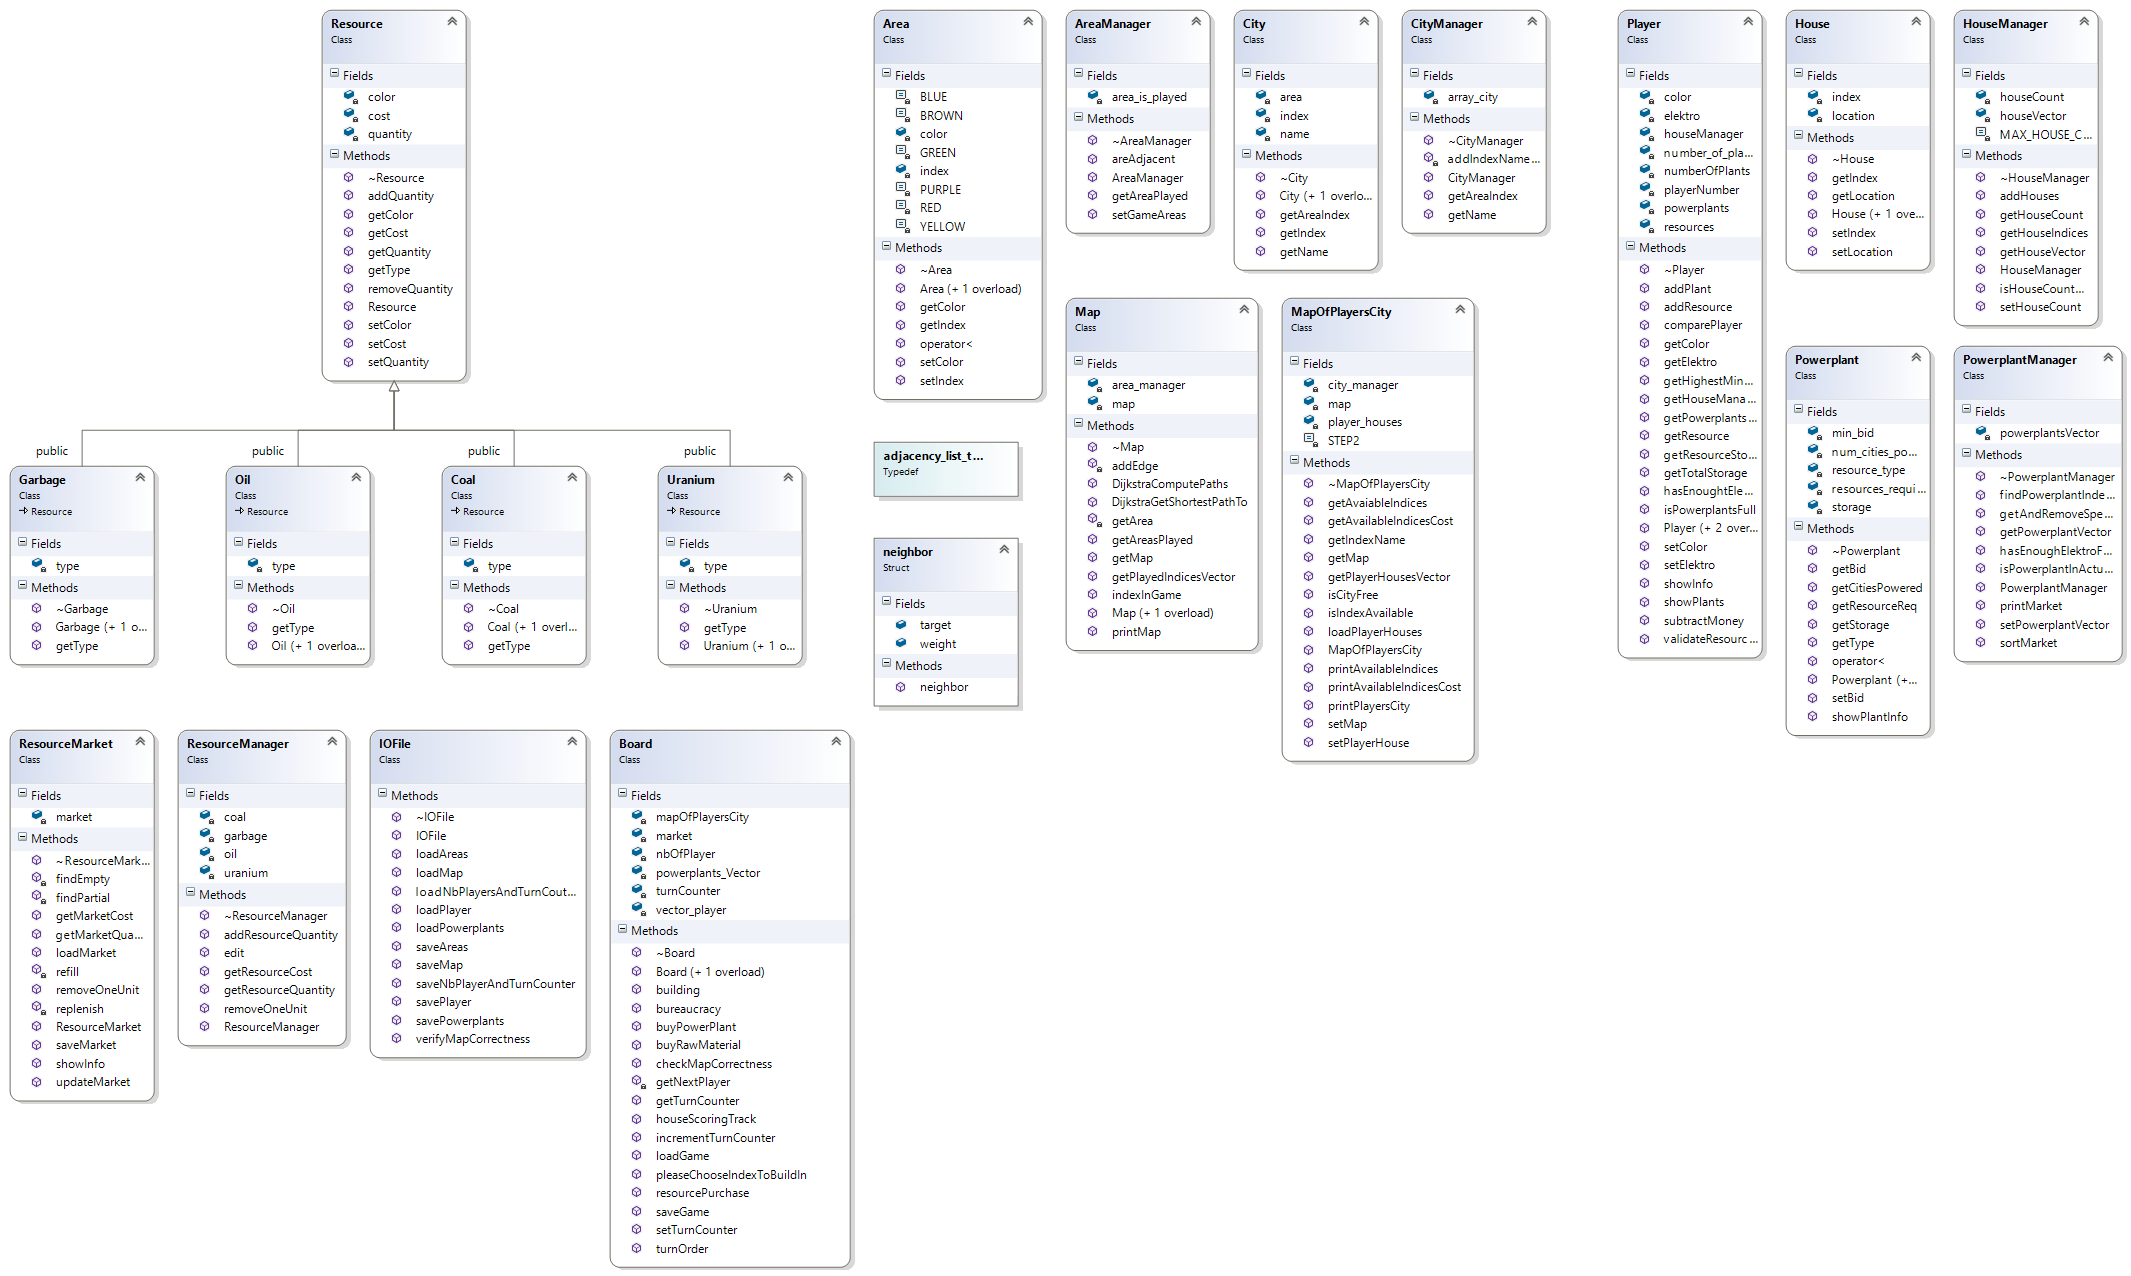 Resource
Class
Fields
color
cost
quantity
Methods
~Resource
addQuantity
getColor
getCost
getQuantity
getType
removeQuantity
Resource
setColor
setCost
setQuantity
public
public
public
public
Garbage
Class
Resource
Fields
type
Methods
~Garbage
Garbage (+ 1 o...
getType
Oil
Class
Resource
Fields
type
Methods
~Oil
getType
Oil (+ 1 overloa...
Coal
Class
Resource
Fields
type
Methods
~Coal
Coal (+ 1 overl...
getType
Uranium
Class
Resource
Fields
type
Methods
~Uranium
getType
Uranium (+ 1 o...
ResourceMarket
Class
Fields
market
Methods
~ResourceMark...
findEmpty
findPartial
getMarketCost
getMarketQua...
loadMarket
refill
removeOneUnit
replenish
ResourceMarket
saveMarket
showInfo
updateMarket
ResourceManager
Class
Fields
coal
garbage
oil
uranium
Methods
~ResourceManager
addResourceQuantity
edit
getResourceCost
getResourceQuantity
removeOneUnit
ResourceManager
IOFile
Class
Methods
~IOFile
IOFile
loadAreas
loadMap
loadNbPlayersAndTurnCout...
loadPlayer
loadPowerplants
saveAreas
saveMap
saveNbPlayerAndTurnCounter
savePlayer
savePowerplants
verifyMapCorrectness
Board
Class
Fields
mapOfPlayersCity
market
nbOfPlayer
powerplants_Vector
turnCounter
vector_player
Methods
~Board
Board (+ 1 overload)
building
bureaucracy
buyPowerPlant
buyRawMaterial
checkMapCorrectness
getNextPlayer
getTurnCounter
houseScoringTrack
incrementTurnCounter
loadGame
pleaseChooseIndexToBuildIn
resourcePurchase
saveGame
setTurnCounter
turnOrder
Area
Class
Fields
BLUE
BROWN
color
GREEN
index
PURPLE
RED
YELLOW
Methods
~Area
Area (+ 1 overload)
getColor
getIndex
operator<
setColor
setIndex
adjacency_list_t...
Typedef
neighbor
Struct
Fields
target
weight
Methods
neighbor
AreaManager
Class
Fields
area_is_played
Methods
~AreaManager
areAdjacent
AreaManager
getAreaPlayed
setGameAreas
City
Class
Fields
area
index
name
Methods
~City
City (+ 1 overlo...
getAreaIndex
getIndex
getName
CityManager
Class
Fields
array_city
Methods
~CityManager
addIndexName...
CityManager
getAreaIndex
getName
Map
Class
Fields
area_manager
map
Methods
~Map
addEdge
DijkstraComputePaths
DijkstraGetShortestPathTo
getArea
getAreasPlayed
getMap
getPlayedIndicesVector
indexInGame
Map (+ 1 overload)
printMap
MapOfPlayersCity
Class
Fields
city_manager
map
player_houses
STEP2
Methods
~MapOfPlayersCity
getAvaiableIndices
getAvailableIndicesCost
getIndexName
getMap
getPlayerHousesVector
isCityFree
isIndexAvailable
loadPlayerHouses
MapOfPlayersCity
printAvailableIndices
printAvailableIndicesCost
printPlayersCity
setMap
setPlayerHouse
Player
Class
Fields
color
elektro
houseManager
number_of_pla...
numberOfPlants
playerNumber
powerplants
resources
Methods
~Player
addPlant
addResource
comparePlayer
getColor
getElektro
getHighestMin...
getHouseMana...
getPowerplants...
getResource
getResourceSto...
getTotalStorage
hasEnoughtEle...
isPowerplantsFull
Player (+ 2 over...
setColor
setElektro
showInfo
showPlants
subtractMoney
validateResourc...
House
Class
Fields
index
location
Methods
~House
getIndex
getLocation
House (+ 1 ove...
setIndex
setLocation
HouseManager
Class
Fields
houseCount
houseVector
MAX_HOUSE_C...
Methods
~HouseManager
addHouses
getHouseCount
getHouseIndices
getHouseVector
HouseManager
isHouseCount...
setHouseCount
Powerplant
Class
Fields
min_bid
num_cities_po...
resource_type
resources_requi...
storage
Methods
~Powerplant
getBid
getCitiesPowered
getResourceReq
getStorage
getType
operator<
Powerplant (+...
setBid
showPlantInfo
PowerplantManager
Class
Fields
powerplantsVector
Methods
~PowerplantManager
findPowerplantInde...
getAndRemoveSpe...
getPowerplantVector
hasEnoughElektroF...
isPowerplantInActu...
PowerplantManager
printMarket
setPowerplantVector
sortMarket